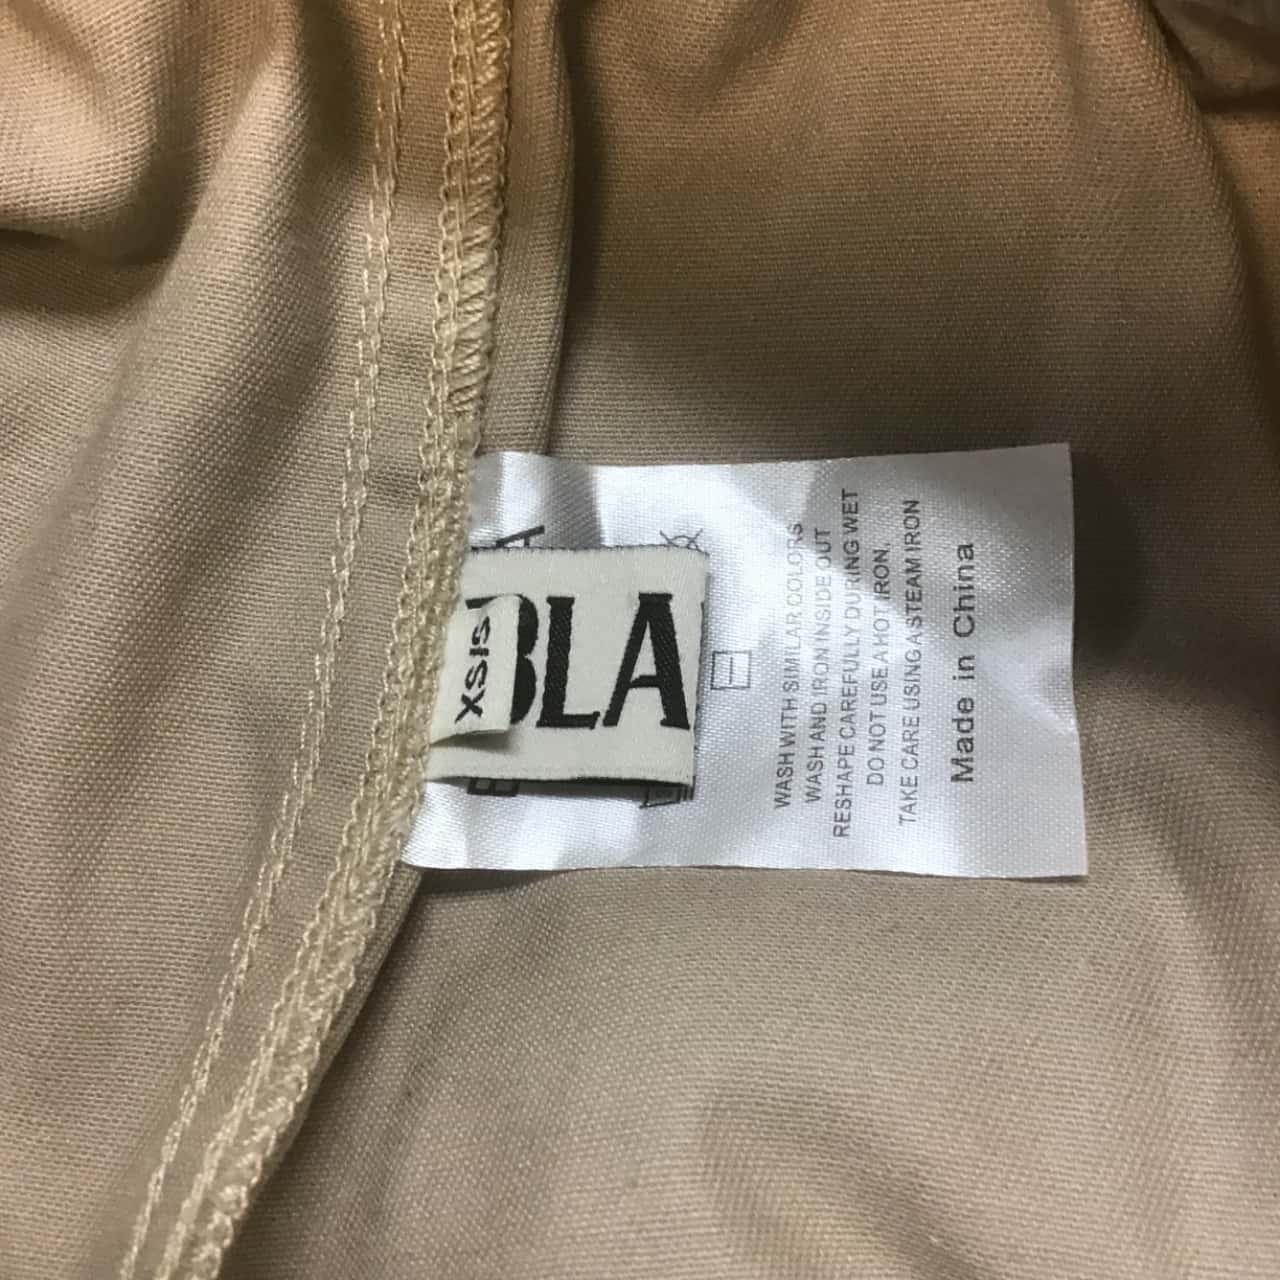 XS|S
BLA
WASH WITH SIMILAR COLORS
WASH AND IRON INSIDE OUT
RESHAPE CAREFULLY DURING WET
DO NOT USE A HOT IRON,
TAKE CARE USING A STEAM IRON
Made in China